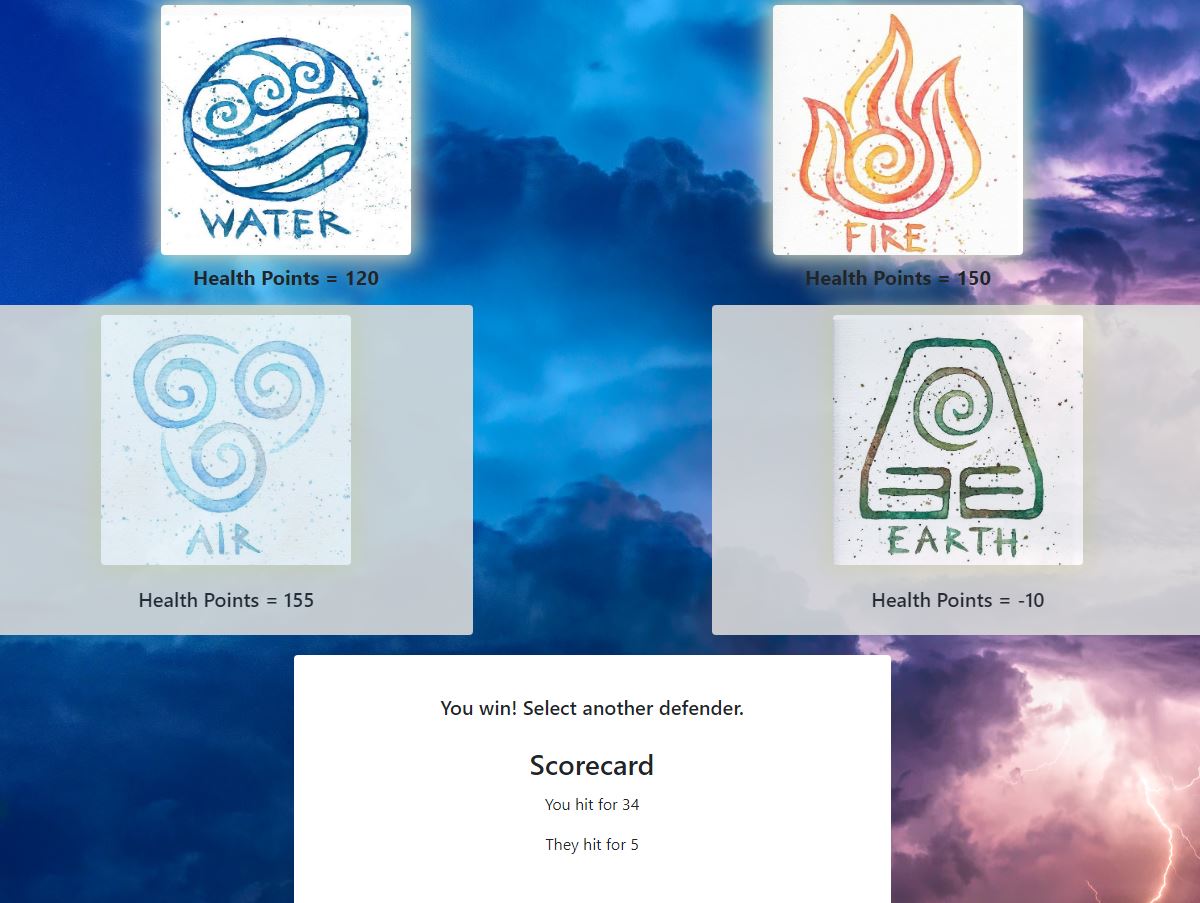 WATER
FIRE
Health Points = 120
Health Points = 150
AIR
EARTH
Health Points = 155
Health Points = -10
You win! Select another defender.
Scorecard
You hit for 34
They hit for 5